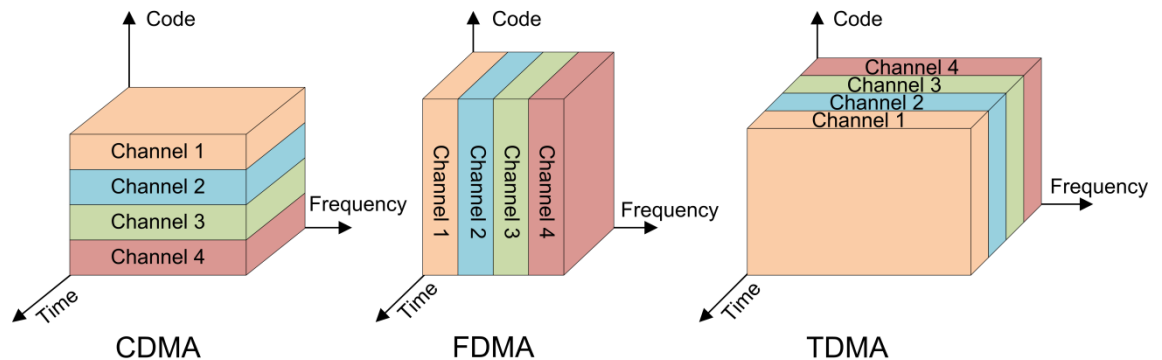 Code
Channel 1
Channel 2
Channel 3
Channel 4
Frequency
Time
CDMA
Code
Channel 1
Channel 2
Channel 3
Channel 4
Frequency
Time
FDMA
Code
Channel 4
Channel 3
Channel 2
Channel 1
Frequency
Time
TDMA